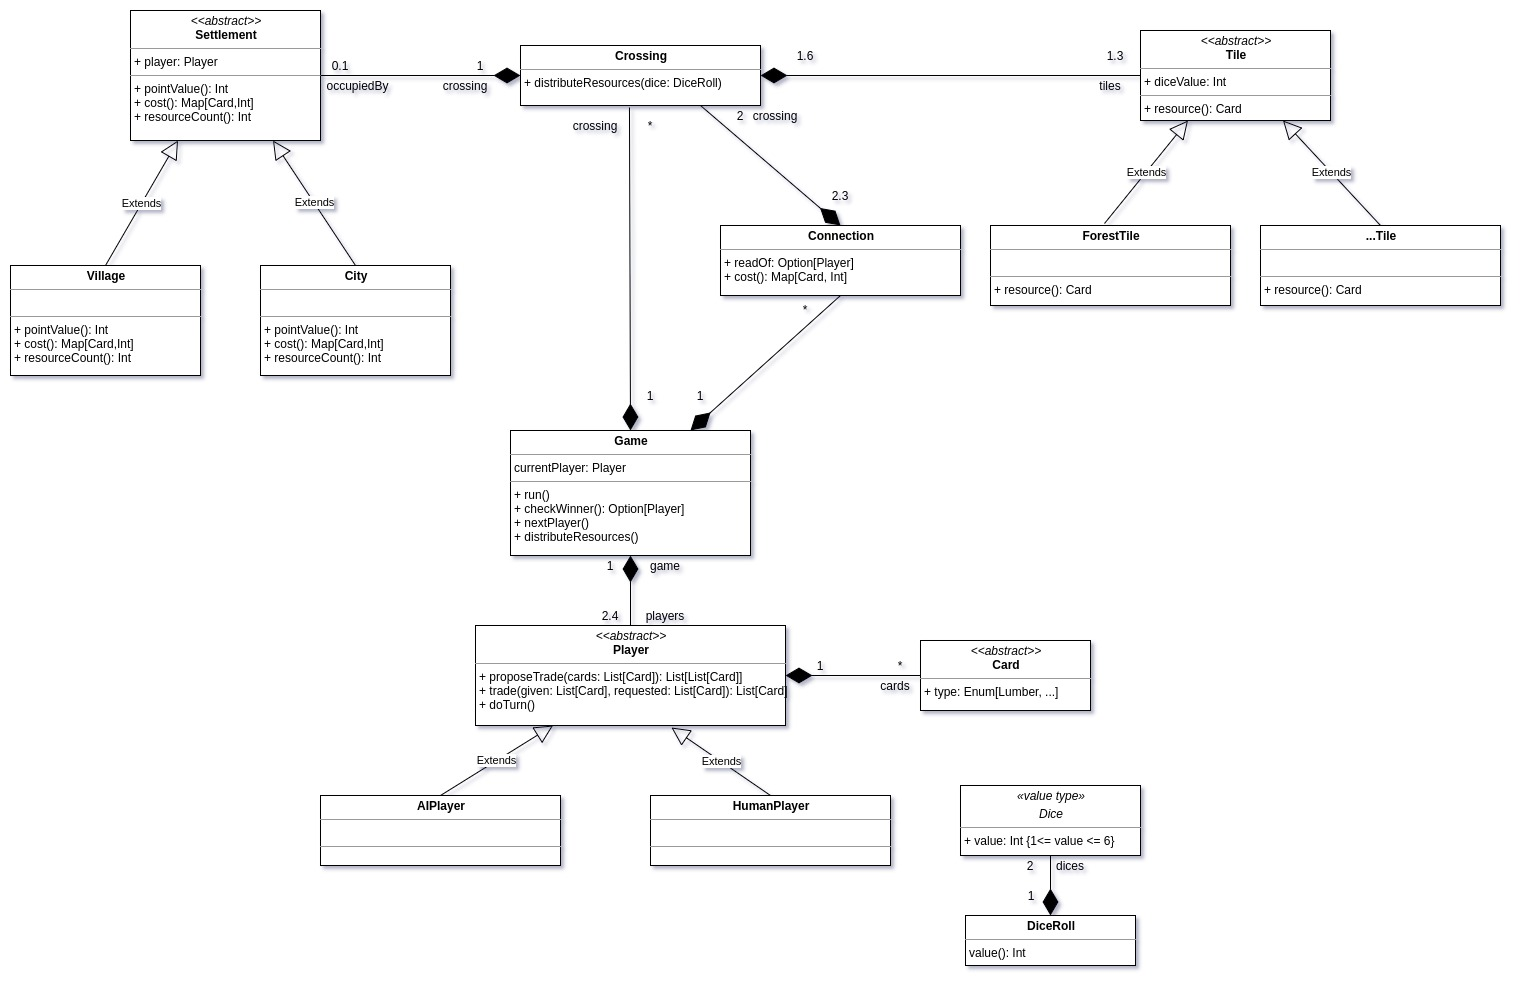 <<abstract>>
Settlement
+ player: Player
+ pointValue(): Int
+ cost(): Map[Card,Int]
+ resourceCount(): Int
0.1
occupiedBy
1
crossing
Crossing
+ distributeResources(dice: DiceRoll)
1.6
1.3
tiles
<<abstract>>
Tile
+ diceValue: Int
+ resource(): Card
crossing
*
2 crossing
2.3
Extends
Extends
Extends
Extends
Village
+ pointValue(): Int
+ cost(): Map[Card,Int]
+ resourceCount(): Int
City
+ pointValue(): Int
+ cost(): Map[Card,Int]
+ resourceCount(): Int
Connection
+ readOf: Option[Player]
+ cost(): Map[Card, Int]
ForestTile
+ resource(): Card
...Tile
+ resource(): Card
*
1
1
Game
currentPlayer: Player
+ run()
+ checkWinner(): Option[Player]
+ nextPlayer()
+ distributeResources()
1
game
2.4
players
<<abstract>>
Player
+ proposeTrade(cards: List[Card]): List[List[Card]]
+ trade(given: List[Card], requested: List[Card]): List[Card]
+ doTurn()
1
*
cards
<<abstract>>
Card
+ type: Enum[Lumber, ...]
Extends
Extends
AIPlayer
HumanPlayer
«value type»
Dice
+ value: Int {1<= value <= 6}
2
dices
1
DiceRoll
value(): Int